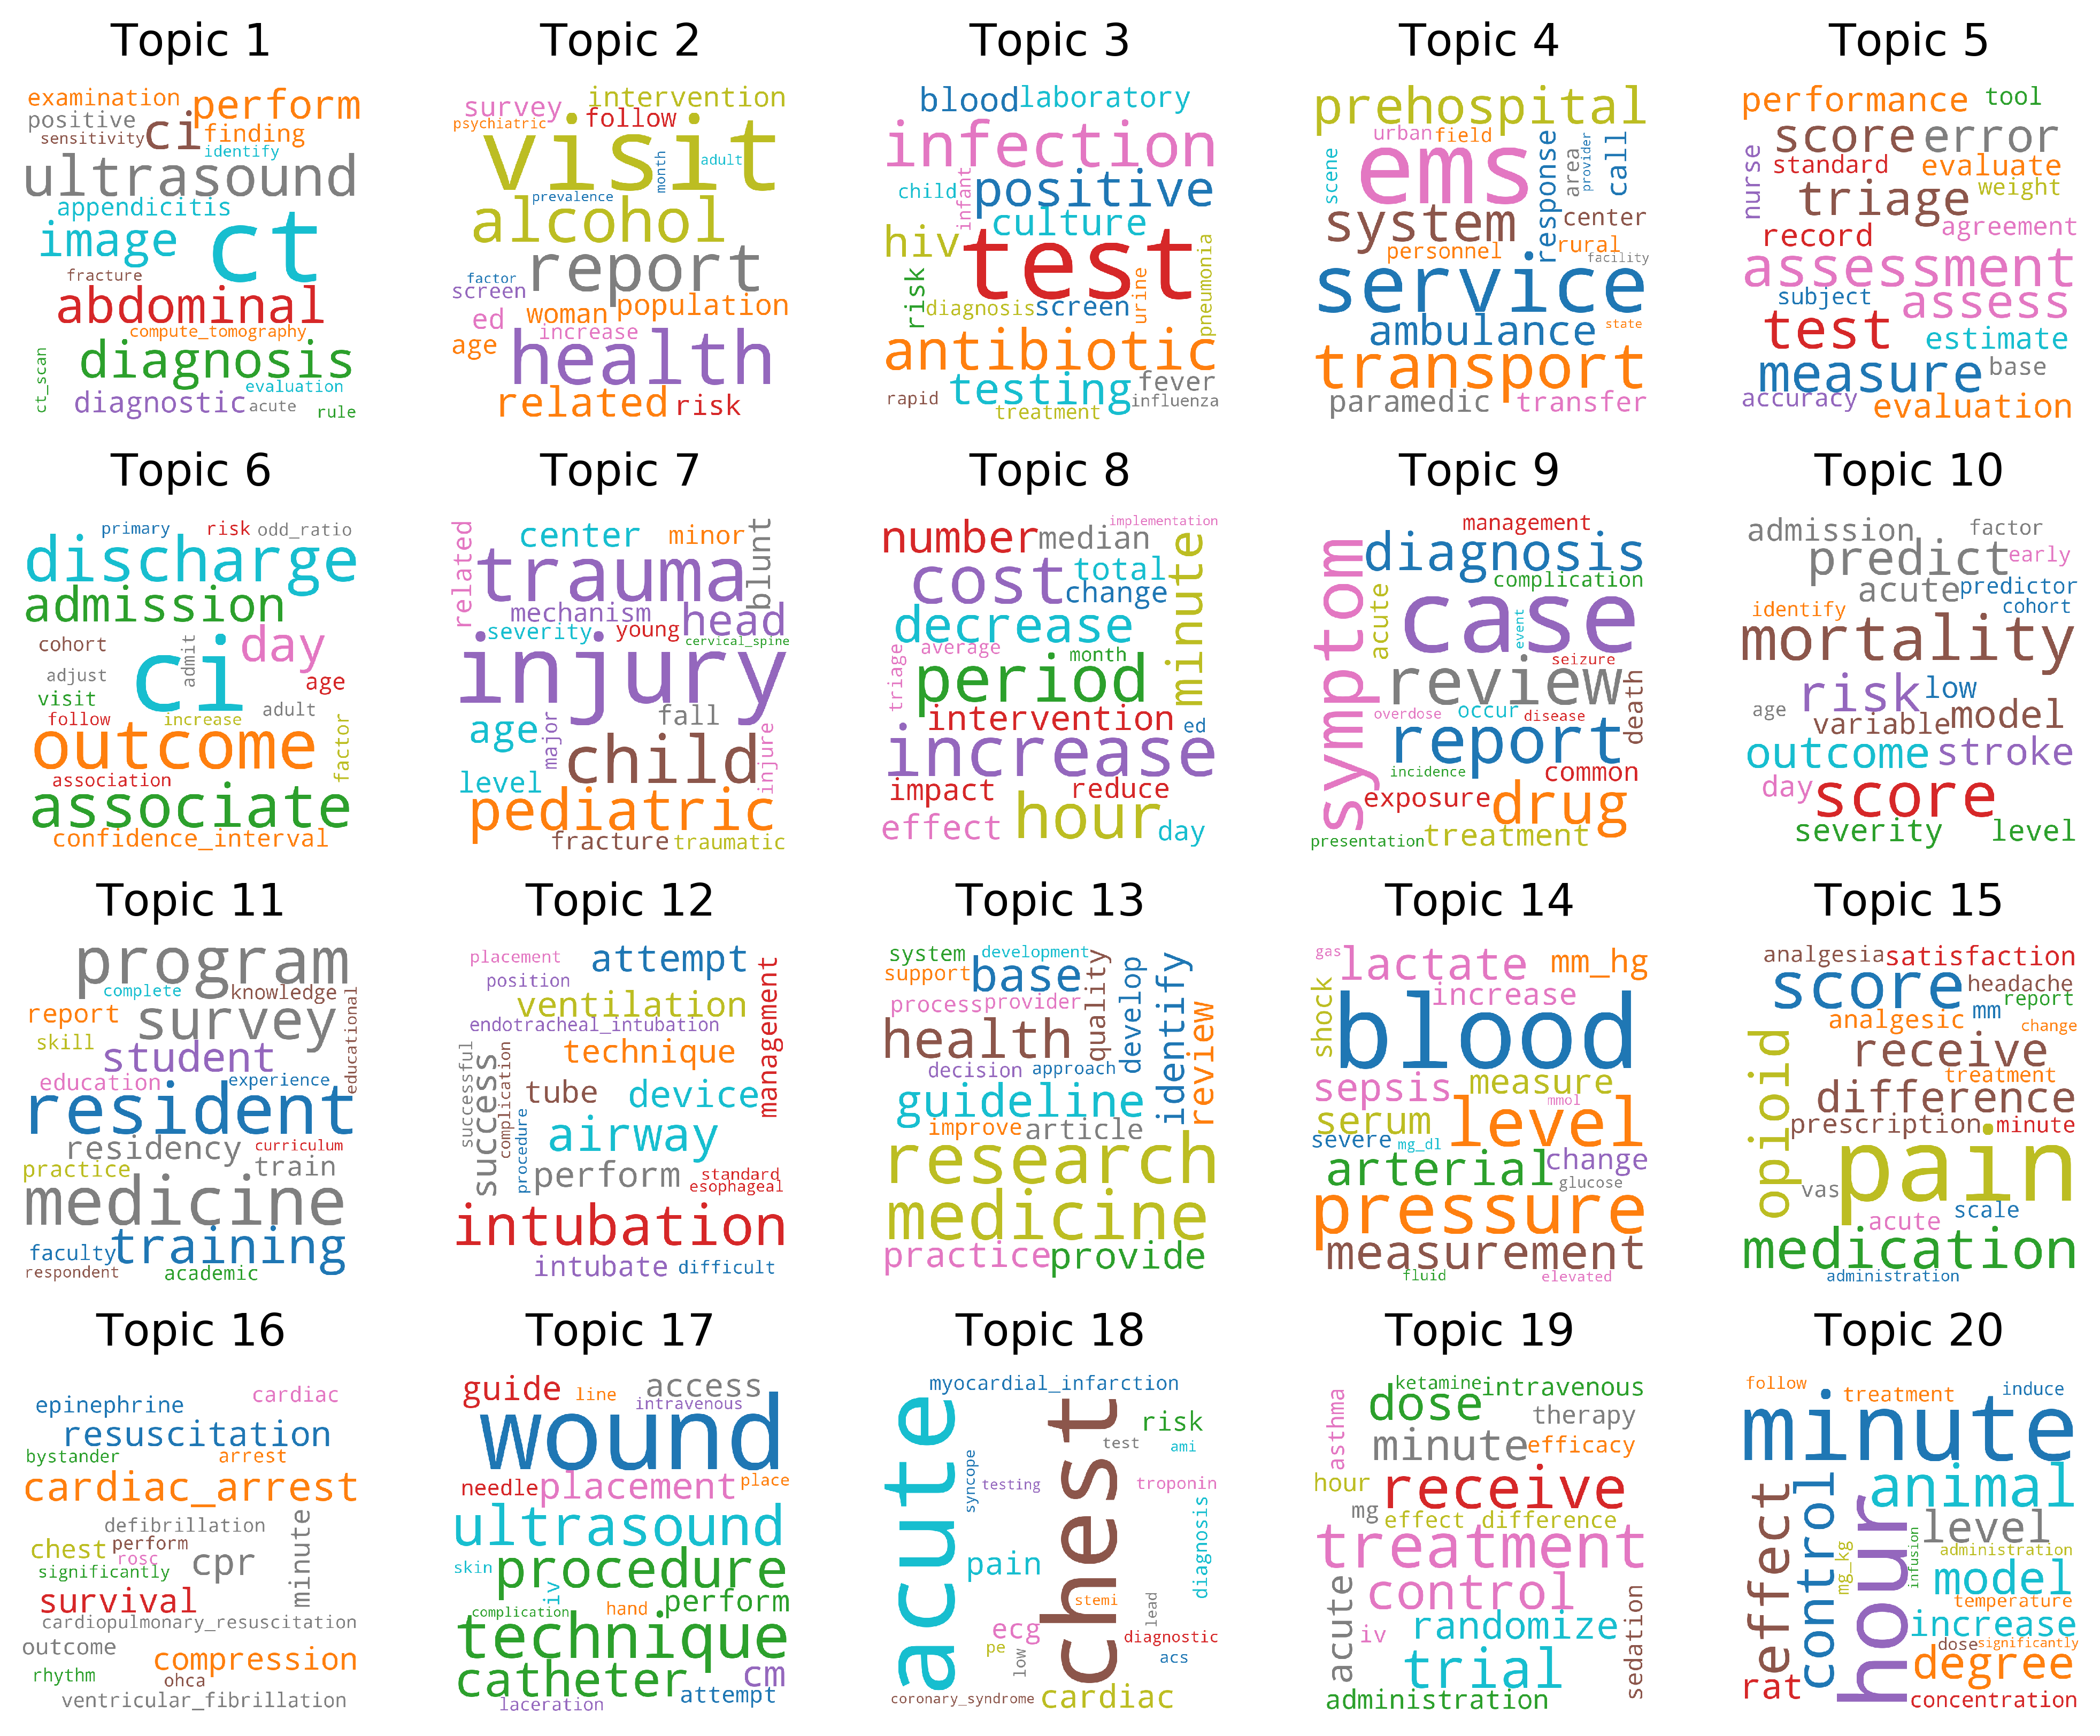 Topic 1
examination
perform
positive
ci
finding
sensitivity
identify
ultrasound
appendicitis
image
ct
fracture
abdominal
compute_tomography
diagnosis
ct_scan
evaluation
diagnostic
acute
rule
Topic 2
survey
intervention
psychiatric
follow
visit
adult
month
prevalence
alcohol
report
factor
screen
woman
population
ed
increase
age
health
related
risk
Topic 3
blood
laboratory
infection
child
infant
positive
culture
hiv
test
pneumonia
risk
diagnosis
screen
urine
antibiotic
testing
fever
rapid
influenza
treatment
Topic 4
prehospital
urban
field
scene
ems
response
area
provider
call
system
center
personnel
rural
facility
service
ambulance
state
transport
paramedic
transfer
Topic 5
performance
tool
score
error
nurse
standard
evaluate
triage
weight
record
agreement
assessment
subject
assess
test
estimate
measure
base
accuracy
evaluation
Topic 6
primary
risk
odd_ratio
discharge
admission
cohort
ci
admit
day
adjust
age
visit
follow
increase
adult
outcome
factor
association
associate
confidence_interval
Topic 7
related
center
minor
blunt
trauma
mechanism
head
severity
young
cervical_spine
injury
age
major
fall
child
injure
level
pediatric
fracture
traumatic
Topic 8
implementation
number
median
minute
cost
total
change
decrease
triage
average
month
period
intervention
ed
increase
impact
reduce
effect
hour
day
Topic 9
management
symptom
diagnosis
complication
acute
case
event
seizure
review
death
overdose
occur
disease
report
incidence
common
exposure
drug
presentation
treatment
Topic 10
admission
factor
predict
early
acute
predictor
identify
cohort
mortality
risk
low
age
variable
model
outcome
stroke
day
score
severity
level
Topic 11
program
complete
knowledge
educational
report
survey
skill
student
education
experience
resident
residency
curriculum
practice
train
medicine
faculty
training
respondent
academic
Topic 12
placement
attempt
position
management
ventilation
endotracheal_intubation
technique
successful
success
complication
tube
device
procedure
airway
perform
standard
esophageal
intubation
intubate
difficult
Topic 13
system
development
support
base
quality
develop
identify
process
provider
review
health
decision
approach
guideline
improve
article
research
medicine
practice
provide
Topic 14
gas
lactate
mm_hg
shock
increase
blood
sepsis
measure
mmol
serum
level
severe
mg_dl
arterial
change
glucose
pressure
measurement
fluid
elevated
Topic 15
analgesia
satisfaction
score
headache
report
analgesic
mm
change
opioid
receive
treatment
difference
prescription
minute
pain
vas
acute
scale
medication
administration
Topic 16
epinephrine
cardiac
resuscitation
bystander
arrest
cardiac_arrest
defibrillation
minute
chest
perform
rosc
cpr
significantly
survival
cardiopulmonary_resuscitation
outcome
compression
rhythm
ohca
ventricular_fibrillation
Topic 17
guide
line
access
intravenous
wound
needle
placement
place
ultrasound
skin
procedure
iv
complication
hand
perform
technique
catheter
cm
attempt
laceration
Topic 18
myocardial_infarction
acute
chest
risk
test
ami
syncope
testing
troponin
diagnosis
pain
stemi
lead
ecg
pe
low
diagnostic
acs
coronary_syndrome
cardiac
Topic 19
ketamine
intravenous
asthma
dose
therapy
minute
efficacy
hour
receive
mg
effect
difference
treatment
acute
control
sedation
iv
randomize
trial
administration
Topic 20
follow
treatment
induce
minute
effect
control
animal
hour
level
mg_kg
infusion
administration
model
temperature
increase
dose
significantly
degree
rat
concentration